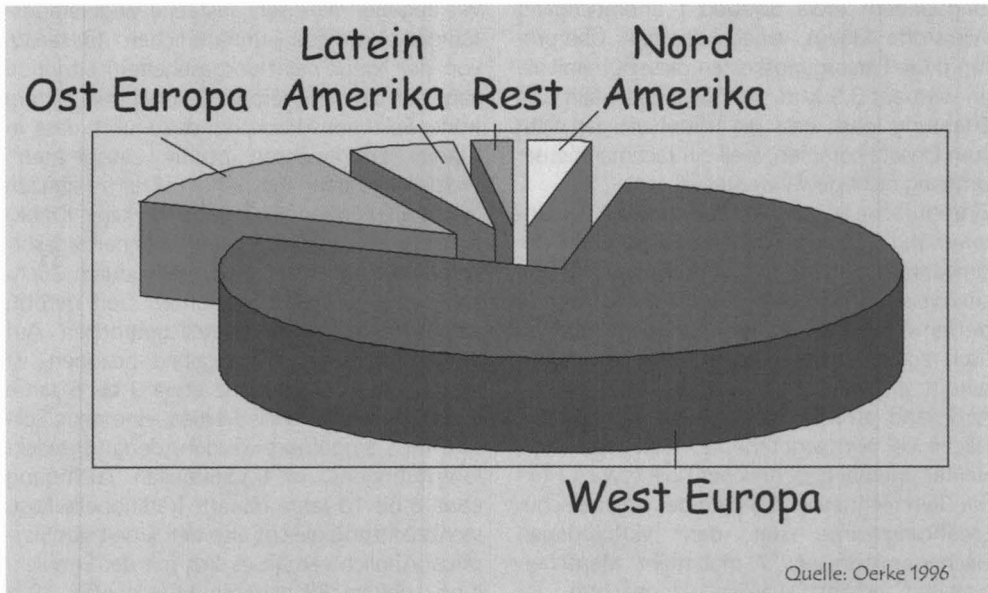 Latein
Nord
Ost Europa Amerika Rest Amerika
West Europa
Quelle: Oerke 1996